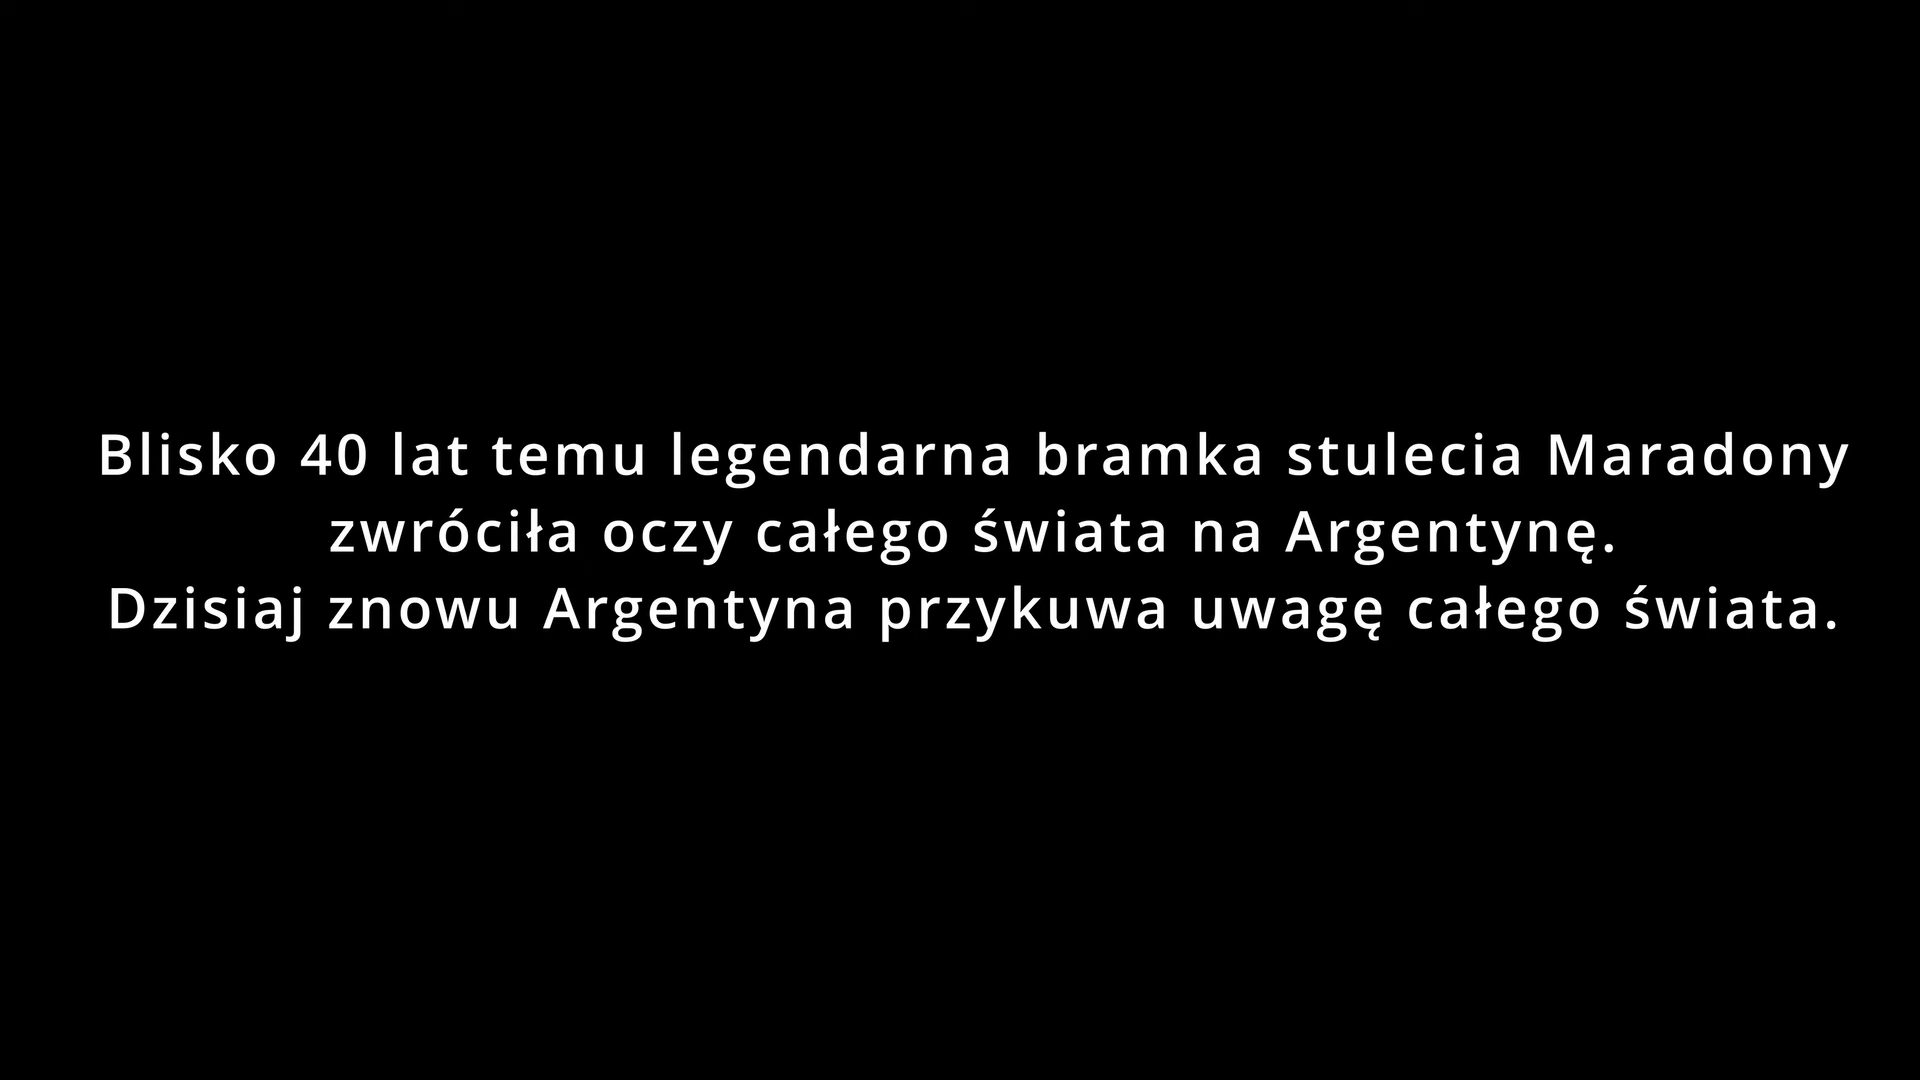 Blisko 40 lat temu legendarna bramka stulecia Maradony
zwróciła oczy całego świata na Argentynę.
Dzisiaj znowu Argentyna przykuwa uwagę całego świata.